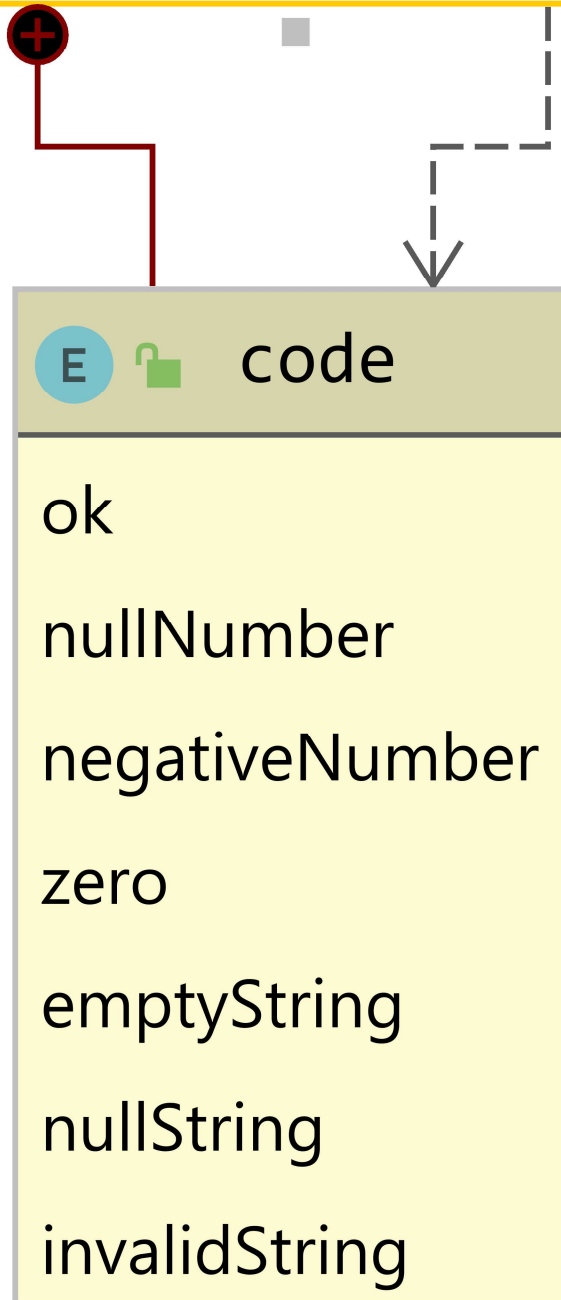 E code
ok
nullNumber
negativeNumber
zero
emptyString
nullString
invalidString